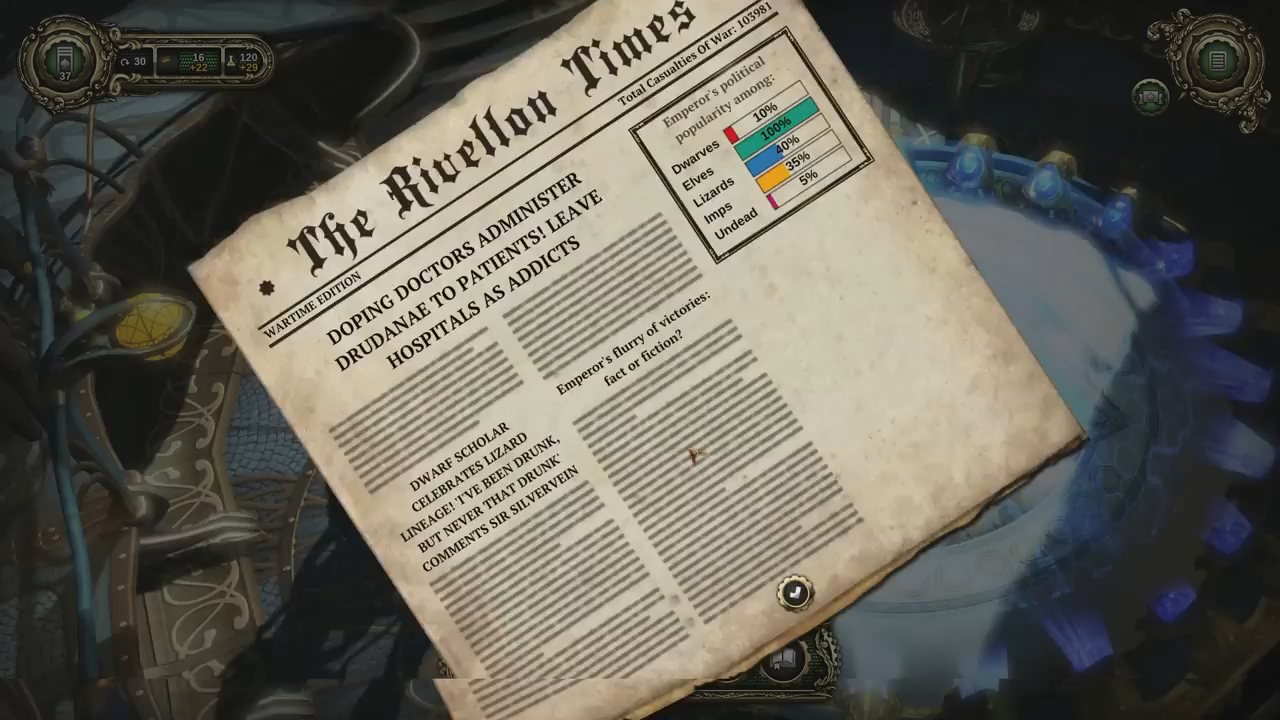 37
30
16
+22
120
+29
The Rivellon Times
WARTIME EDITION
Total Casualties Of War: 103981
DOPING DOCTORS ADMINISTER
DRUDANAE TO PATIENTS! LEAVE
HOSPITALS AS ADDICTS
DWARF SCHOLAR
CELEBRATES LIZARD
LINEAGE! 'I'VE BEEN DRUNK,
BUT NEVER THAT DRUNK'
COMMENTS SIR SILVERVEIN
Emperor's flurry of victories:
fact or fiction?
Emperor's political
popularity among:
Dwarves 10%
Elves 100%
Lizards 40%
Imps 35%
Undead 5%